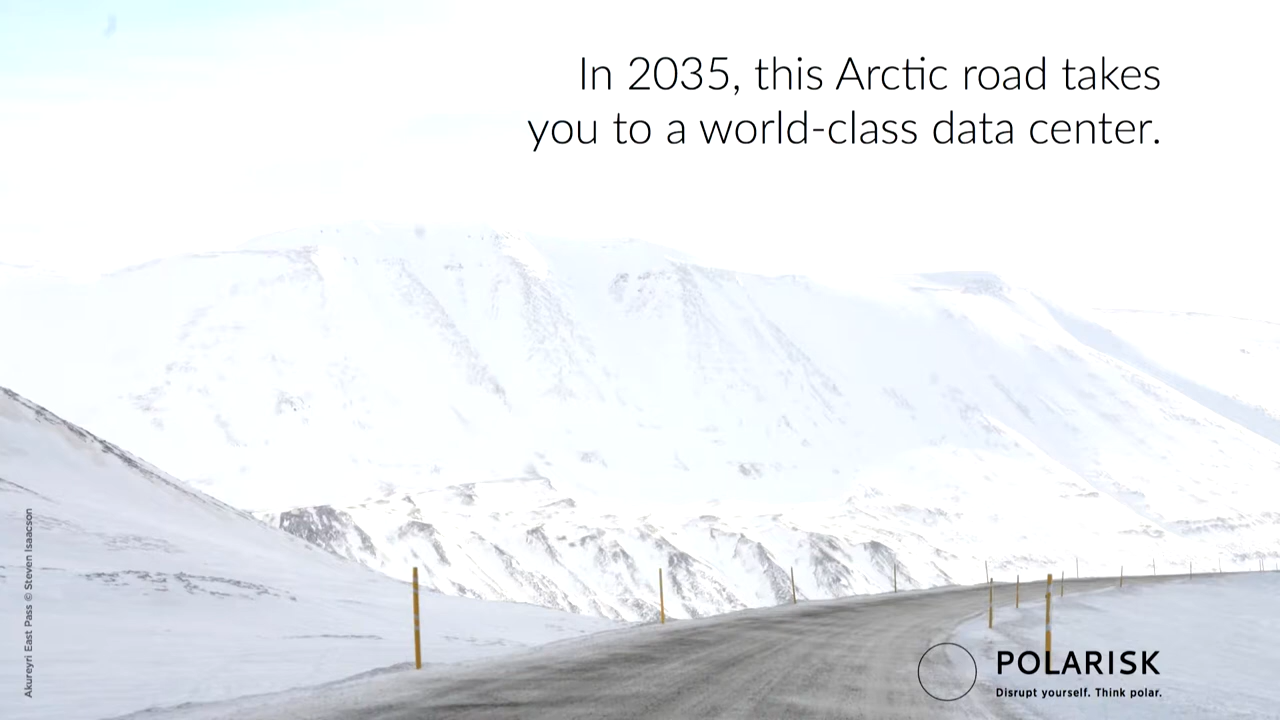 In 2035, this Arctic road takes
you to a world-class data center.
Akureyri East Pass © Steven Isaacson
POLARISK
Disrupt yourself. Think polar.